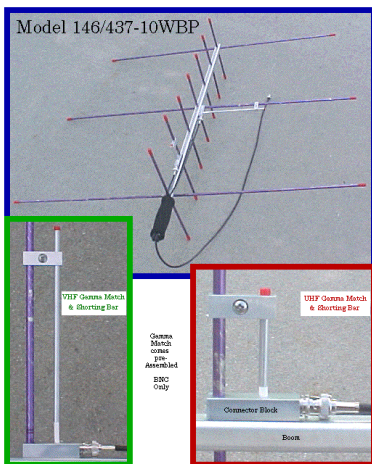 Model 146/437-10WBP
VHF Gamma Match
& Shorting Bar
UHF Gamma Match
& Shorting Bar
Gamma
Match
comes
pre-
Assembled
BNC
Only
Connector Block
Boom